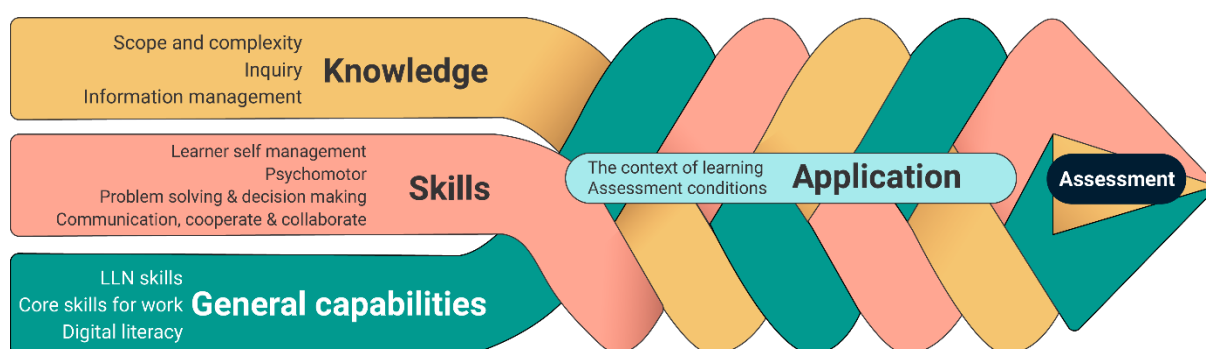 Scope and complexity
Inquiry
Information management
Knowledge
Learner self management
Psychomotor
Problem solving & decision making
Communication, cooperate & collaborate
Skills
LLN skills
Core skills for work
Digital literacy
General capabilities
The context of learning
Assessment conditions
Application
Assessment